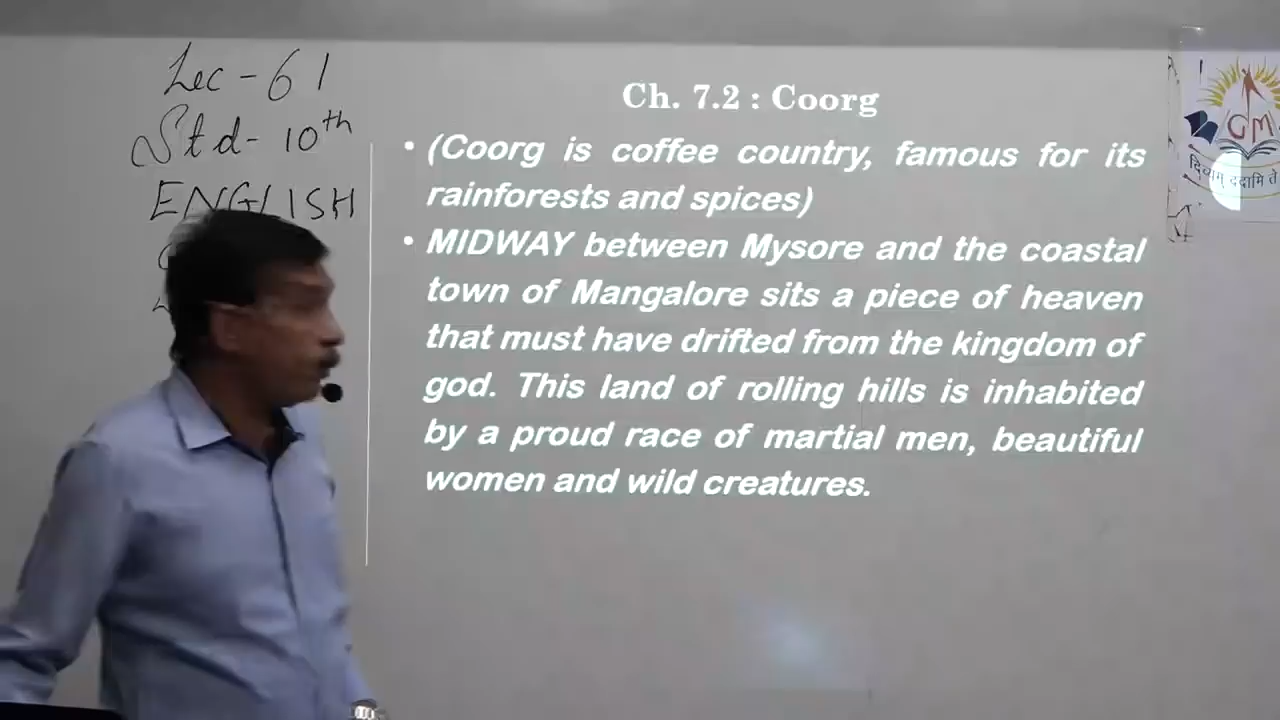 Lec - 61
Std - 10th
ENGLISH
Ch. 7.2 : Coorg
• (Coorg is coffee country, famous for its
rainforests and spices)
• MIDWAY between Mysore and the coastal
town of Mangalore sits a piece of heaven
that must have drifted from the kingdom of
god. This land of rolling hills is inhabited
by a proud race of martial men, beautiful
women and wild creatures.
GM
दिव्यम् ददामि ते